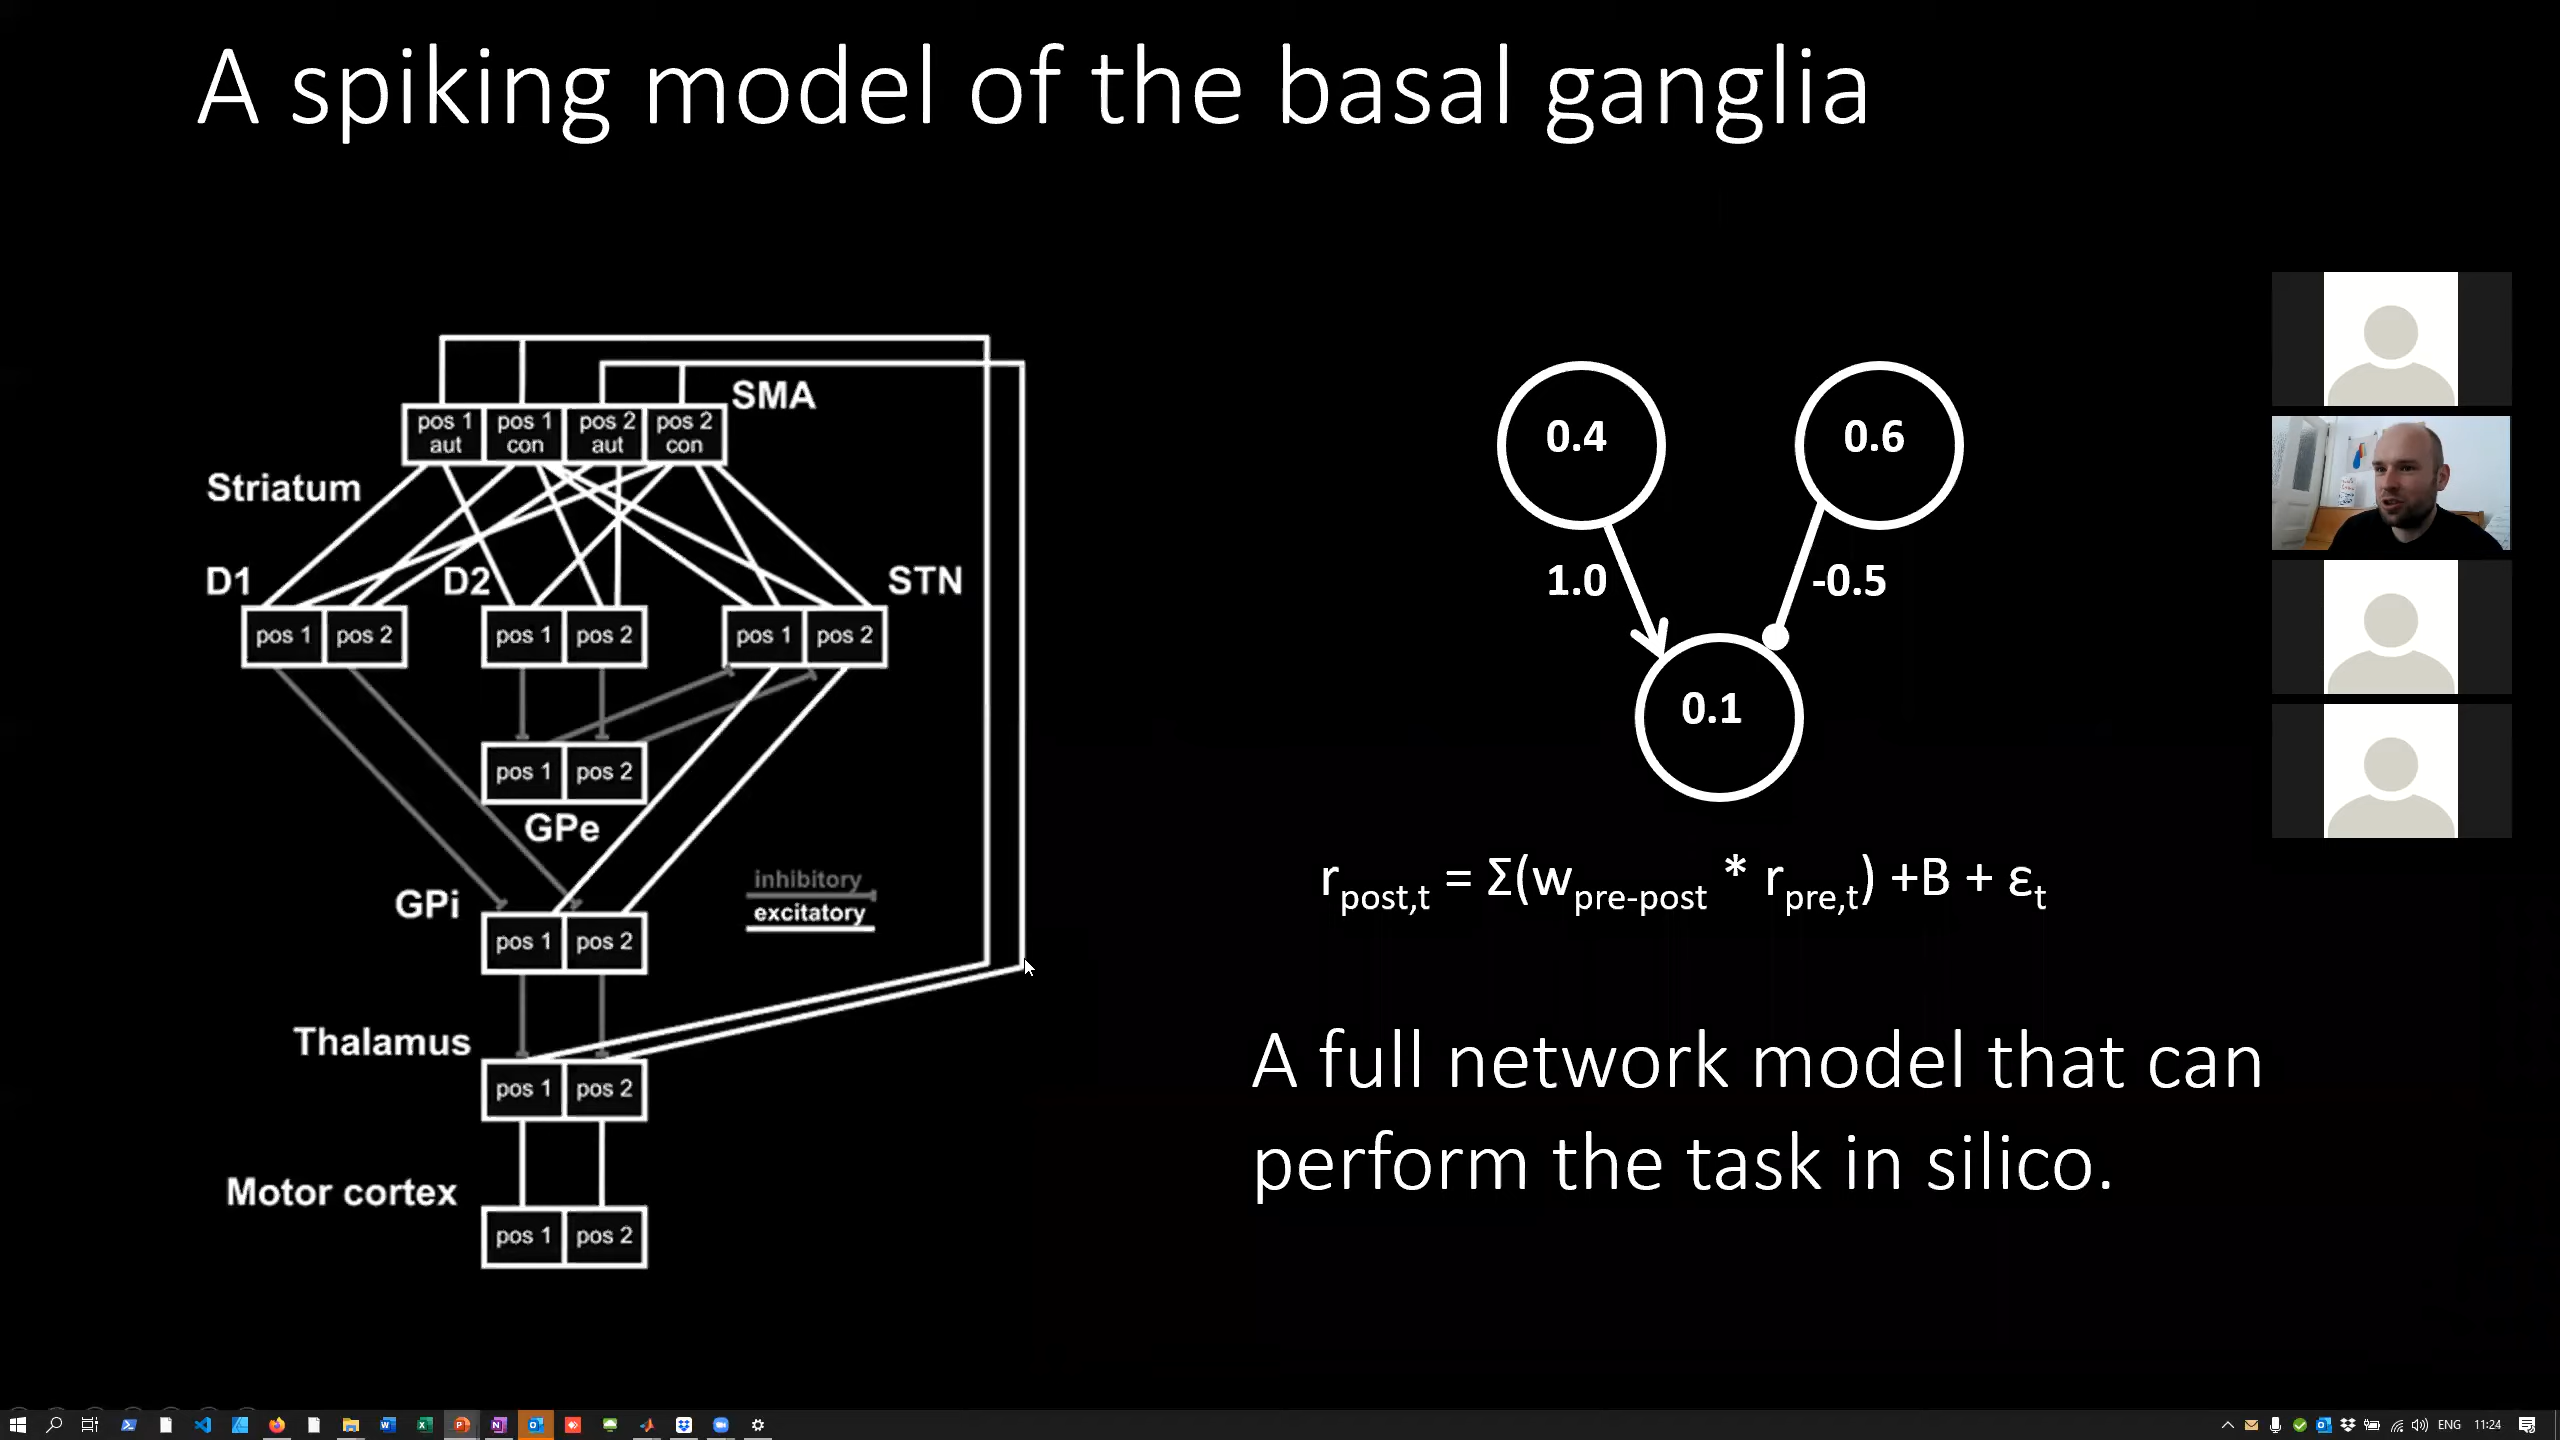 A spiking model of the basal ganglia
SMA
pos 1 pos 1 pos 2 pos 2
aut con aut con
Striatum
D1 D2 STN
pos 1 pos 2 pos 1 pos 2 pos 1 pos 2
pos 1 pos 2
GPe
inhibitory
excitatory
GPi
pos 1 pos 2
Thalamus
pos 1 pos 2
Motor cortex
pos 1 pos 2
0.4 0.6
1.0 -0.5
0.1
r_post,t = Σ(w_pre-post * r_pre,t) +B + ε_t
A full network model that can
perform the task in silico.
ENG 11:24